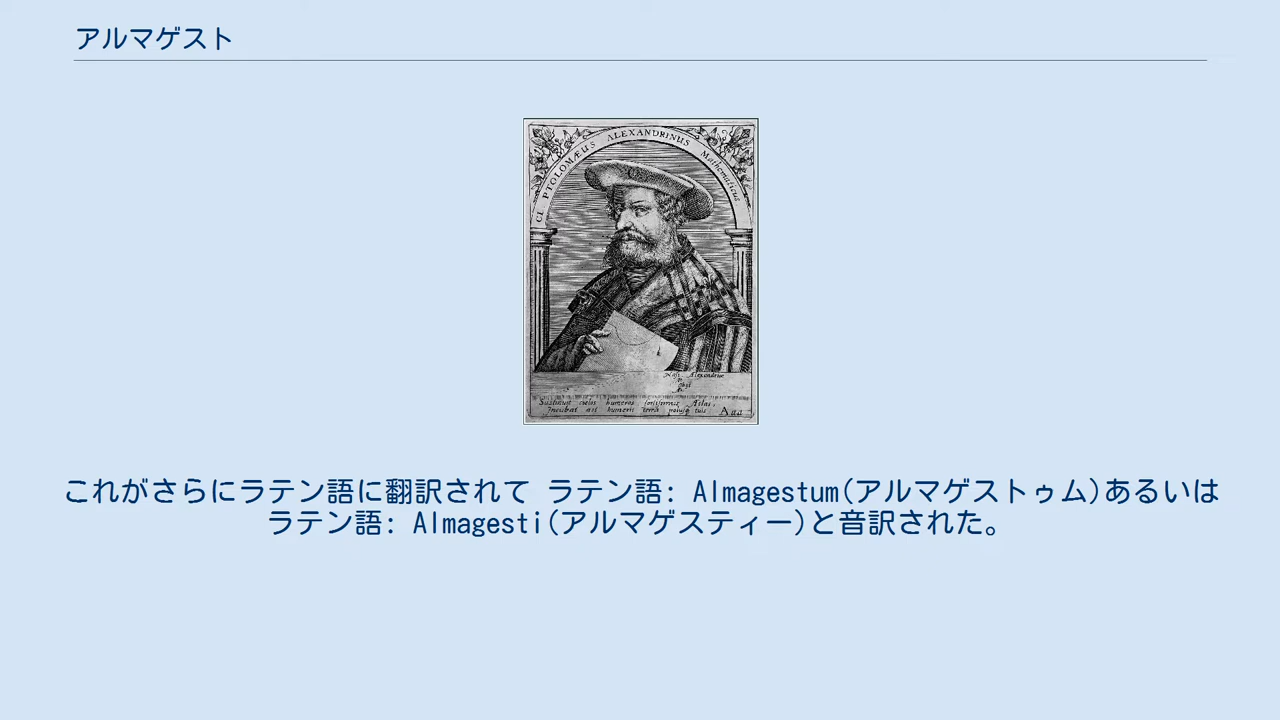 アルマゲスト
CL PTOLOMÆUS ALEXANDRINUS Mathematicus
これがさらにラテン語に翻訳されて ラテン語: Almagestum(アルマゲストゥム)あるいは
ラテン語: Almagesti(アルマゲスティー)と音訳された。